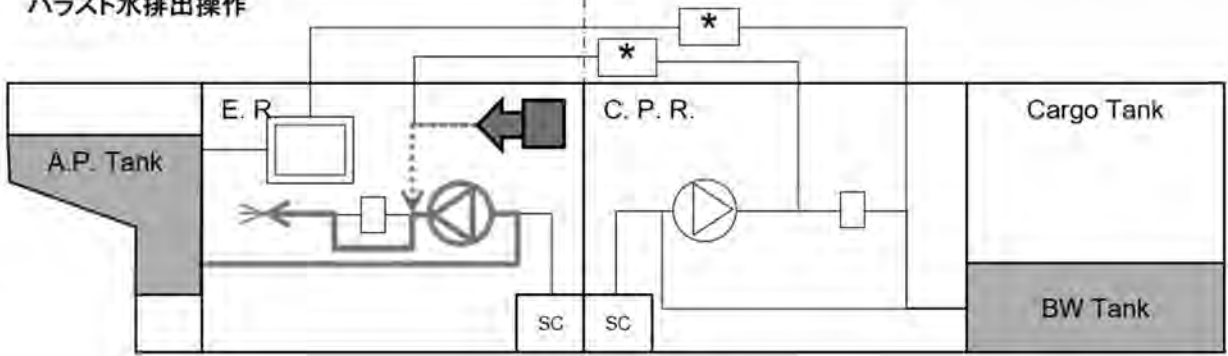 バラスト水排出操作
*
*
E. R.
C. P. R.
Cargo Tank
A.P. Tank
SC
SC
BW Tank